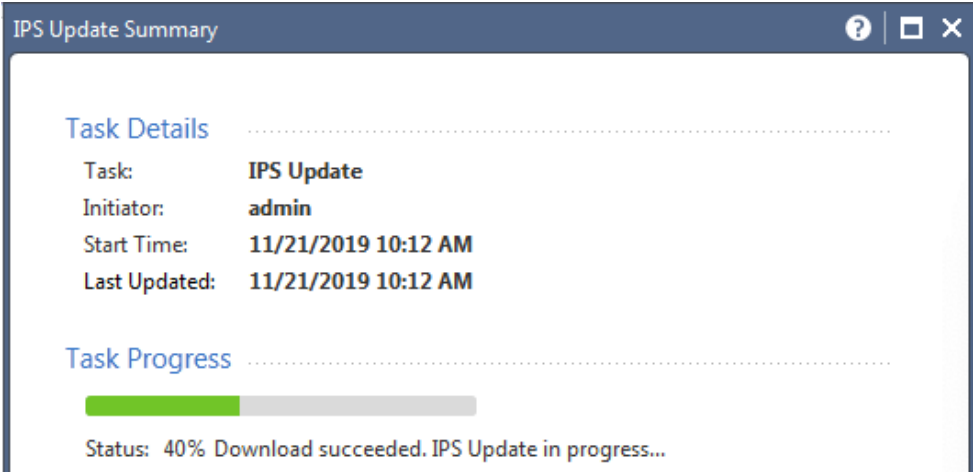 IPS Update Summary
Task Details
Task: IPS Update
Initiator: admin
Start Time: 11/21/2019 10:12 AM
Last Updated: 11/21/2019 10:12 AM
Task Progress
Status: 40% Download succeeded. IPS Update in progress...